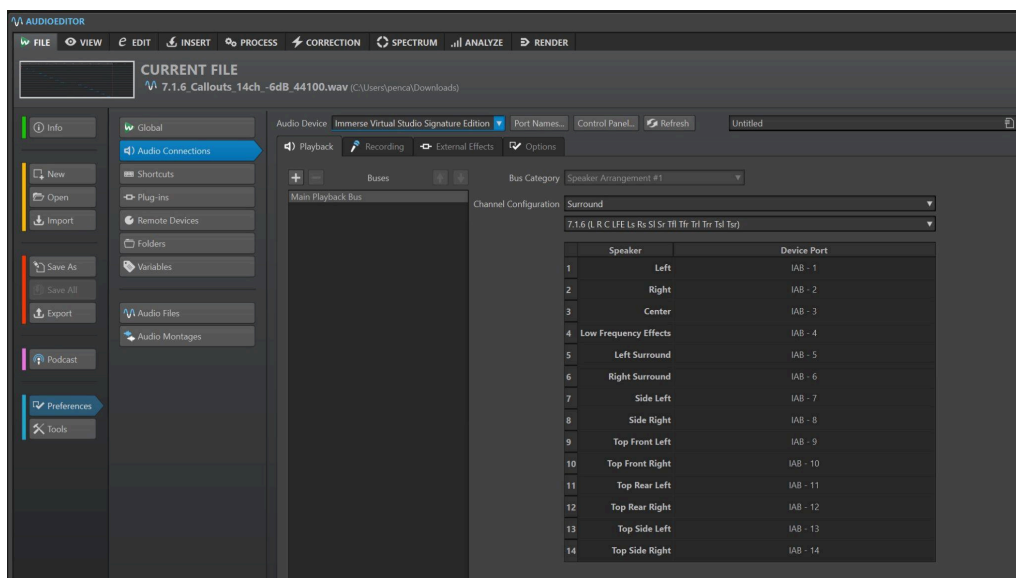 AUDIOEDITOR
FILE VIEW EDIT INSERT PROCESS CORRECTION SPECTRUM ANALYZE RENDER
CURRENT FILE
7.1.6_Callouts_14ch_-6dB_44100.wav (C:\Users\penca\Downloads)
Info
New
Open
Import
Save As
Save All
Export
Podcast
Preferences
Tools
Global
Audio Connections
Shortcuts
Plug-ins
Remote Devices
Folders
Variables
Audio Files
Audio Montages
Audio Device Immerse Virtual Studio Signature Edition Port Names... Control Panel... Refresh Untitled
Playback Recording External Effects Options
Buses
Main Playback Bus
Bus Category Speaker Arrangement #1
Channel Configuration Surround
7.1.6 (L R C LFE Ls Rs Sl Sr Tfl Tfr Trl Trr Tsl Tsr)
Speaker Device Port
1 Left IAB - 1
2 Right IAB - 2
3 Center IAB - 3
4 Low Frequency Effects IAB - 4
5 Left Surround IAB - 5
6 Right Surround IAB - 6
7 Side Left IAB - 7
8 Side Right IAB - 8
9 Top Front Left IAB - 9
10 Top Front Right IAB - 10
11 Top Rear Left IAB - 11
12 Top Rear Right IAB - 12
13 Top Side Left IAB - 13
14 Top Side Right IAB - 14